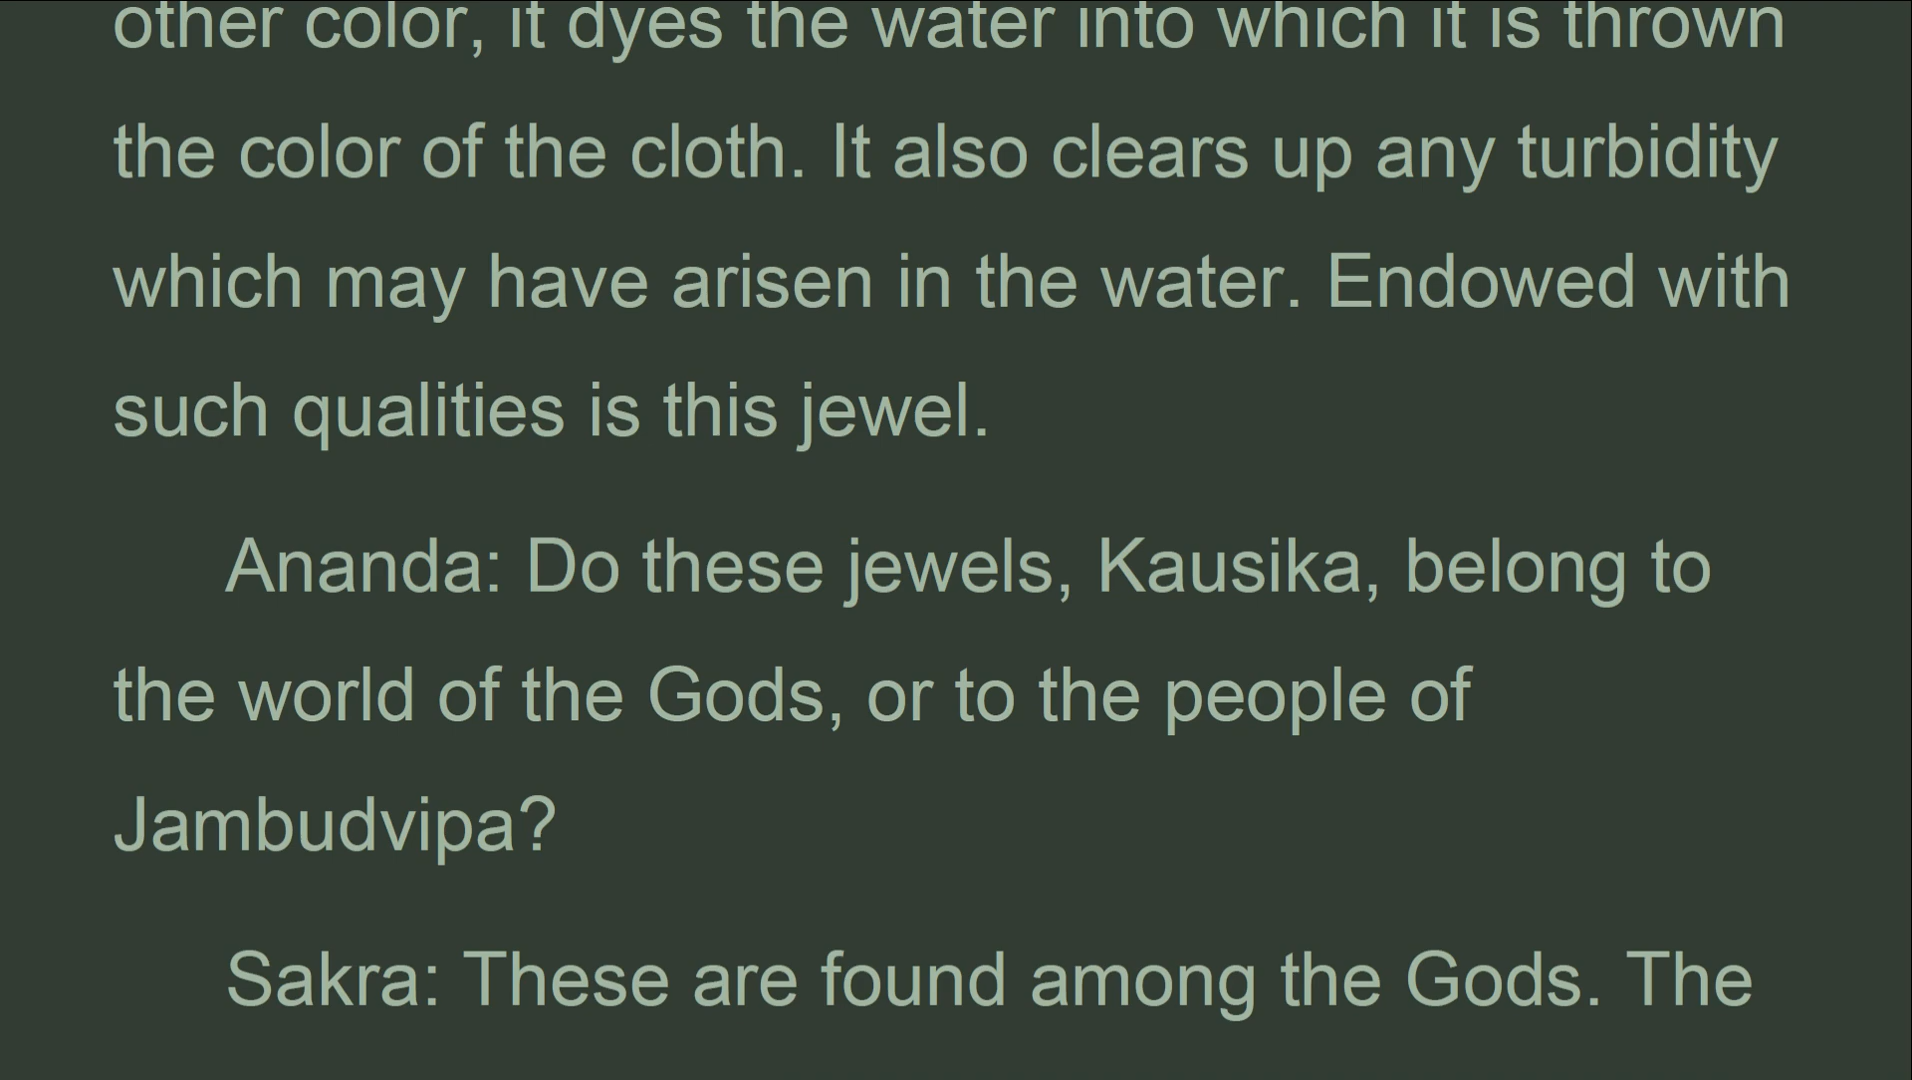 other color, it dyes the water into which it is thrown
the color of the cloth. It also clears up any turbidity
which may have arisen in the water. Endowed with
such qualities is this jewel.
Ananda: Do these jewels, Kausika, belong to
the world of the Gods, or to the people of
Jambudvipa?
Sakra: These are found among the Gods. The